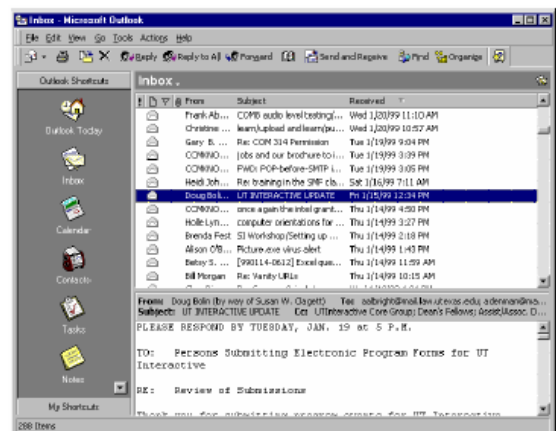 Inbox - Microsoft Outlook
File Edit View Go Tools Actions Help
Reply Reply to All Forward Send and Receive Find Organize
Outlook Shortcuts
Inbox .
! From Subject Received
Frank Ab... COMB audio level testing/... Wed 1/20/99 11:10 AM
Christine ... learn/upload and learn/pu... Wed 1/20/99 10:57 AM
Gary B. ... Re: COM 314 Permission Tue 1/19/99 9:04 PM
jobs and our brochure to i... Tue 1/19/99 3:39 PM
FWD: POP-before-SMTP i... Tue 1/19/99 3:05 PM
Heidi Joh... Re: training in the SMF cla... Sat 1/16/99 7:11 AM
Doug Boli... UT INTERACTIVE UPDATE Fri 1/15/99 12:34 PM
once again the intel grant... Thu 1/14/99 4:50 PM
Holle Lyn... computer orientations for ... Thu 1/14/99 3:27 PM
Brenda Fest SI Workshop/Setting up ... Thu 1/14/99 2:18 PM
Alison O'B... Picture.exe virus alert Thu 1/14/99 1:43 PM
Betsy S. ... [990114-0612] Excel que... Thu 1/14/99 11:59 AM
Bill Morgan Re: Vanity URLs Thu 1/14/99 10:15 AM
Outlook Today
Inbox
Calendar
Contacts
Tasks
Notes
My Shortcuts
From: Doug Bolin (by way of Susan W. Clagett) To:
Subject: UT INTERACTIVE UPDATE Cc: UTInteractive Core Group; Dean's Fellows; Assist/Assoc. D...
PLEASE RESPOND BY TUESDAY, JAN. 19 at 5 P.M.
TO: Persons Submitting Electronic Program Forms for UT
Interactive
RE: Review of Submissions
Thank you for submitting program events for UT Interactive
288 Items